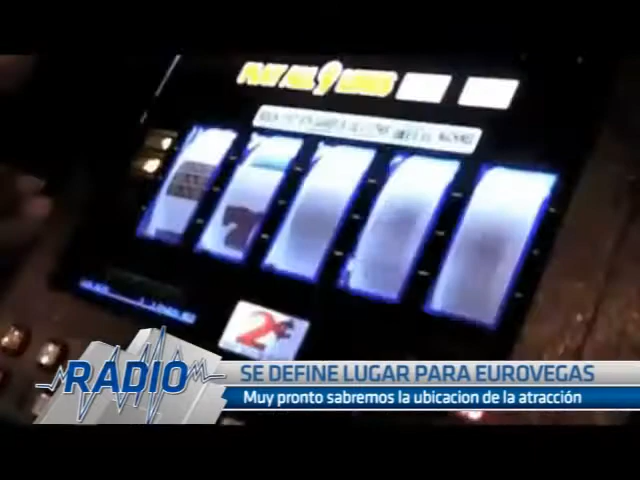 PLAY ALL 9 LINES
2¢
RADIO
SE DEFINE LUGAR PARA EUROVEGAS
Muy pronto sabremos la ubicacion de la atracción